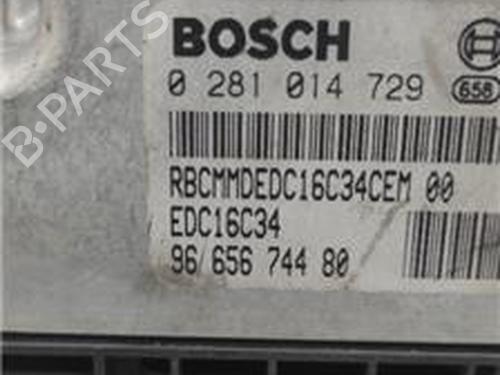 BOSCH
0 281 014 729
658
RBCMMDEDC16C34CEM 00
EDC16C34
96 656 744 80
B-PARTS